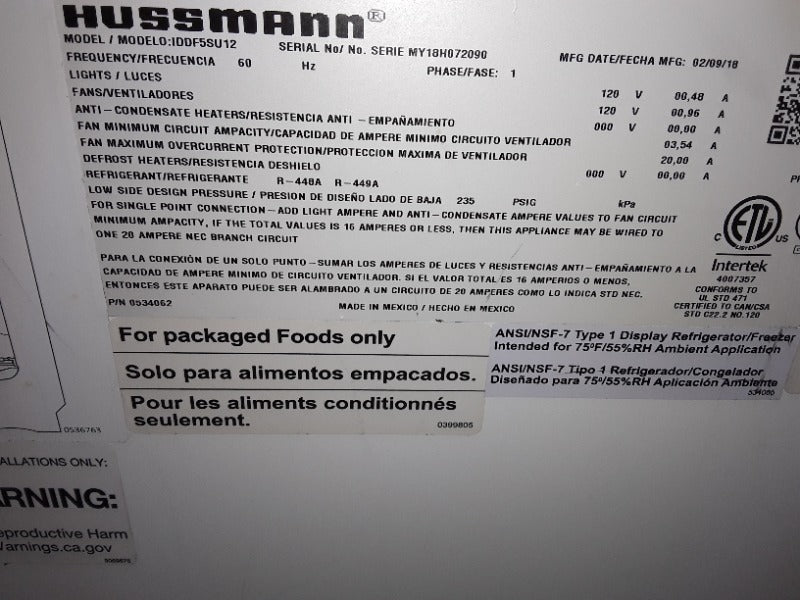 HUSSMANN®
MODEL / MODELO:IDDF5SU12 SERIAL No/ No. SERIE MY18H072090 MFG DATE/FECHA MFG: 02/09/18
FREQUENCY/FRECUENCIA 60 Hz PHASE/FASE: 1
LIGHTS / LUCES 120 V 00,48 A
FANS/VENTILADORES 120 V 00,96 A
ANTI-CONDENSATE HEATERS/RESISTENCIA ANTI-EMPAÑAMIENTO 000 V 00,00 A
FAN MINIMUM CIRCUIT AMPACITY/CAPACIDAD DE AMPERE MINIMO CIRCUITO VENTILADOR 03,54 A
FAN MAXIMUM OVERCURRENT PROTECTION/PROTECCION MAXIMA DE VENTILADOR 20,00 A
DEFROST HEATERS/RESISTENCIA DESHIELO 000 V 00,00 A
REFRIGERANT/REFRIGERANTE R-448A R-449A
LOW SIDE DESIGN PRESSURE / PRESION DE DISEÑO LADO DE BAJA 235 PSIG kPa
FOR SINGLE POINT CONNECTION-ADD LIGHT AMPERE AND ANTI-CONDENSATE AMPERE VALUES TO FAN CIRCUIT
MINIMUM AMPACITY, IF THE TOTAL VALUES IS 16 AMPERES OR LESS, THEN THIS APPLIANCE MAY BE WIRED TO
ONE 20 AMPERE NEC BRANCH CIRCUIT
PARA LA CONEXIÓN DE UN SOLO PUNTO-SUMAR LOS AMPERES DE LUCES Y RESISTENCIAS ANTI-EMPAÑAMIENTO A LA
CAPACIDAD DE AMPERE MINIMO DE CIRCUITO VENTILADOR. SI EL VALOR TOTAL ES 16 AMPERIOS O MENOS,
ENTONCES ESTE APARATO PUEDE SER ALAMBRADO A UN CIRCUITO DE 20 AMPERES COMO LO INDICA STD NEC.
P/N 0534062 MADE IN MEXICO / HECHO EN MEXICO
C ETL US
LISTED
Intertek
4007357
CONFORMS TO
UL STD 471
CERTIFIED TO CAN/CSA
STD C22.2 NO.120
For packaged Foods only
Solo para alimentos empacados.
Pour les aliments conditionnés
seulement.
0399805
ANSI/NSF-7 Type 1 Display Refrigerator/Freezer
Intended for 75ºF/55%RH Ambient Application
ANSI/NSF-7 Tipo 1 Refrigerador/Congelador
Diseñado para 75º/55%RH Aplicación Ambiente
534086
0536763
ALLATIONS ONLY:
RNING:
eproductive Harm
Warnings.ca.gov